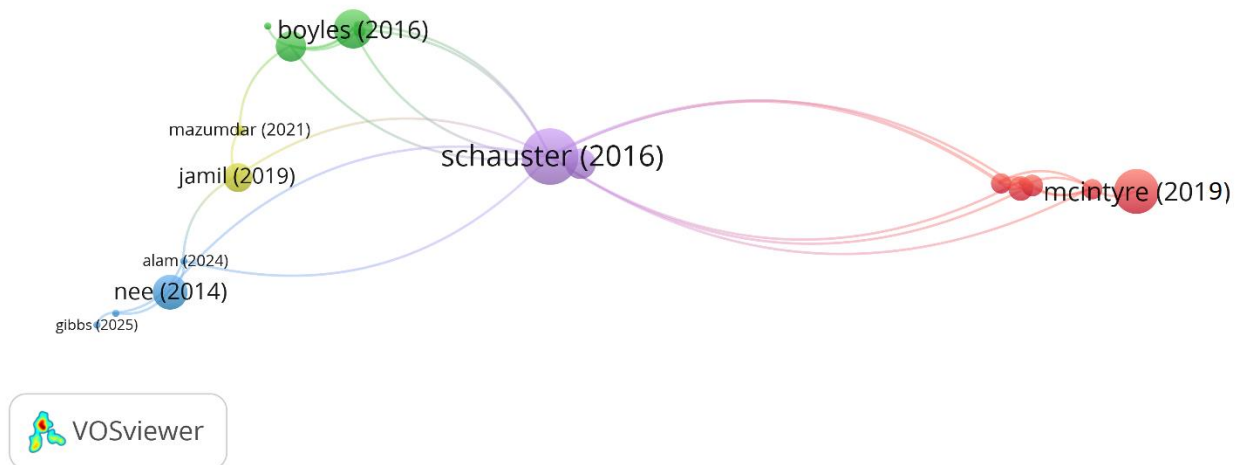 boyles (2016)
mazumdar (2021)
schauster (2016)
jamil (2019)
mcintyre (2019)
alam (2024)
nee (2014)
gibbs (2025)
VOSviewer